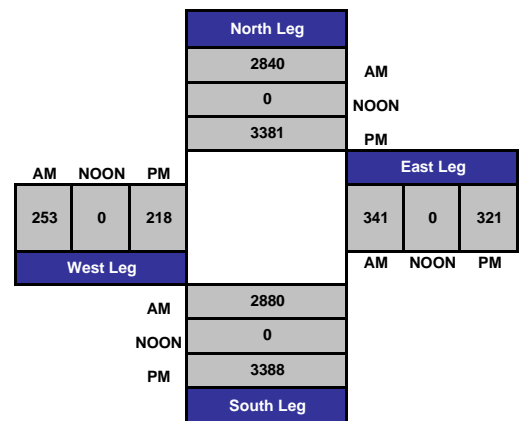 North Leg
2840 AM
0 NOON
3381 PM
AM NOON PM East Leg
253 0 218 341 0 321
West Leg AM NOON PM
AM 2880
NOON 0
PM 3388
South Leg